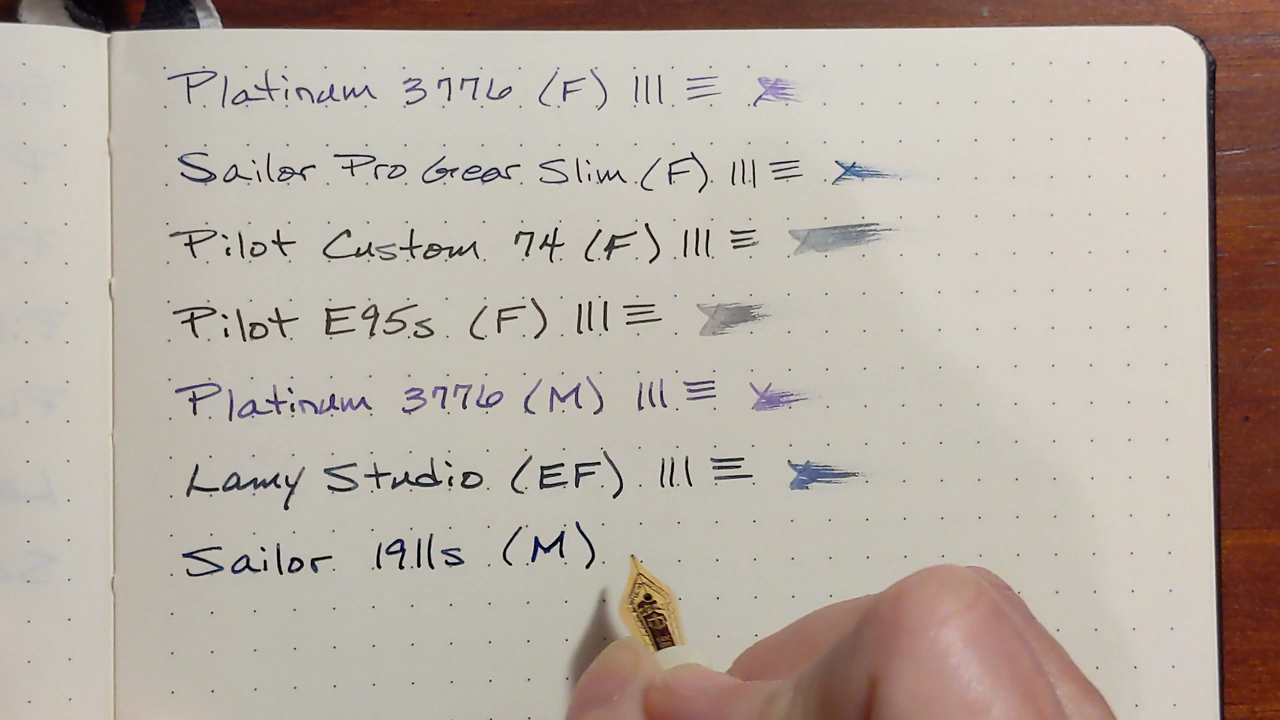 Platinum 3776 (F) ||| ≡
Sailor Pro Gear Slim (F) ||| ≡
Pilot Custom 74 (F) ||| ≡
Pilot E95s (F) ||| ≡
Platinum 3776 (M) ||| ≡
Lamy Studio (EF) ||| ≡
Sailor 1911s (M)